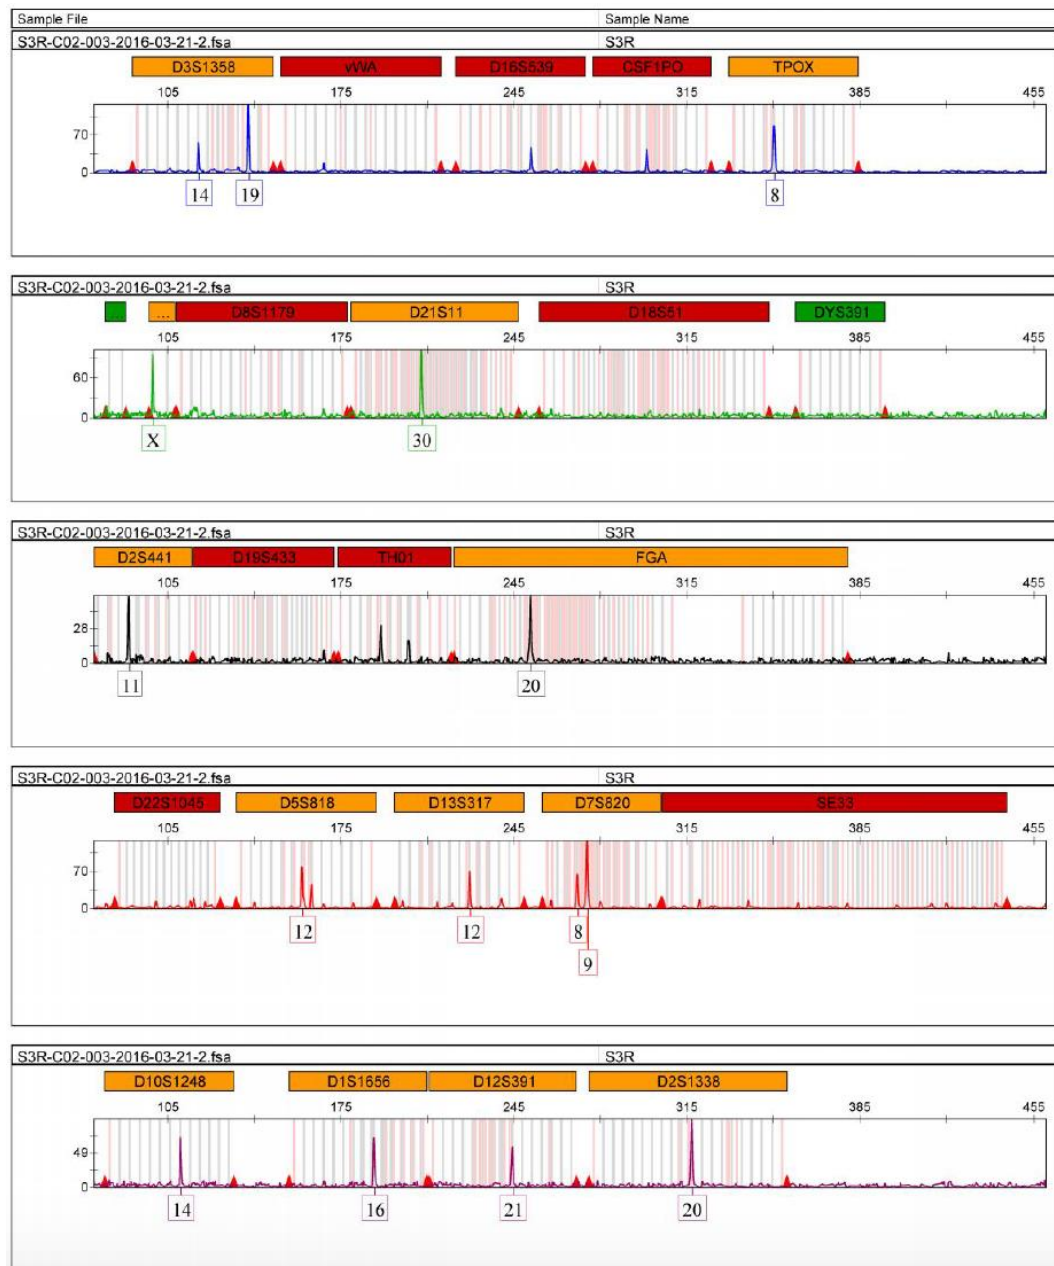 Sample File Sample Name
S3R-C02-003-2016-03-21-2.fsa S3R
D3S1358 vWA D16S539 CSF1PO TPOX
105 175 245 315 385 455
70
0
14 19 8
S3R-C02-003-2016-03-21-2.fsa S3R
... ... D8S1179 D21S11 D18S51 DYS391
105 175 245 315 385 455
60
0
X 30
S3R-C02-003-2016-03-21-2.fsa S3R
D2S441 D19S433 TH01 FGA
105 175 245 315 385 455
28
0
11 20
S3R-C02-003-2016-03-21-2.fsa S3R
D22S1045 D5S818 D13S317 D7S820 SE33
105 175 245 315 385 455
70
0
12 12 8
9
S3R-C02-003-2016-03-21-2.fsa S3R
D10S1248 D1S1656 D12S391 D2S1338
105 175 245 315 385 455
49
0
14 16 21 20